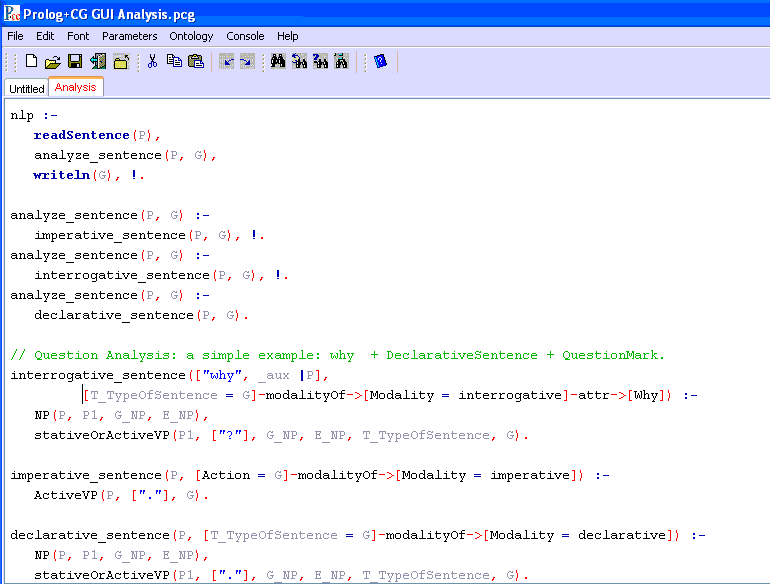 Prolog+CG GUI Analysis.pcg
File Edit Font Parameters Ontology Console Help
Untitled Analysis
nlp :-
readSentence(P),
analyze_sentence(P, G),
writeln(G), !.
analyze_sentence(P, G) :-
imperative_sentence(P, G), !.
analyze_sentence(P, G) :-
interrogative_sentence(P, G), !.
analyze_sentence(P, G) :-
declarative_sentence(P, G).
// Question Analysis: a simple example: why + DeclarativeSentence + QuestionMark.
interrogative_sentence(["why", _aux |P],
[T_TypeOfSentence = G]-modalityOf->[Modality = interrogative]-attr->[Why]) :-
NP(P, P1, G_NP, E_NP),
stativeOrActiveVP(P1, ["?"], G_NP, E_NP, T_TypeOfSentence, G).
imperative_sentence(P, [Action = G]-modalityOf->[Modality = imperative]) :-
ActiveVP(P, ["."], G).
declarative_sentence(P, [T_TypeOfSentence = G]-modalityOf->[Modality = declarative]) :-
NP(P, P1, G_NP, E_NP),
stativeOrActiveVP(P1, ["."], G_NP, E_NP, T_TypeOfSentence, G).